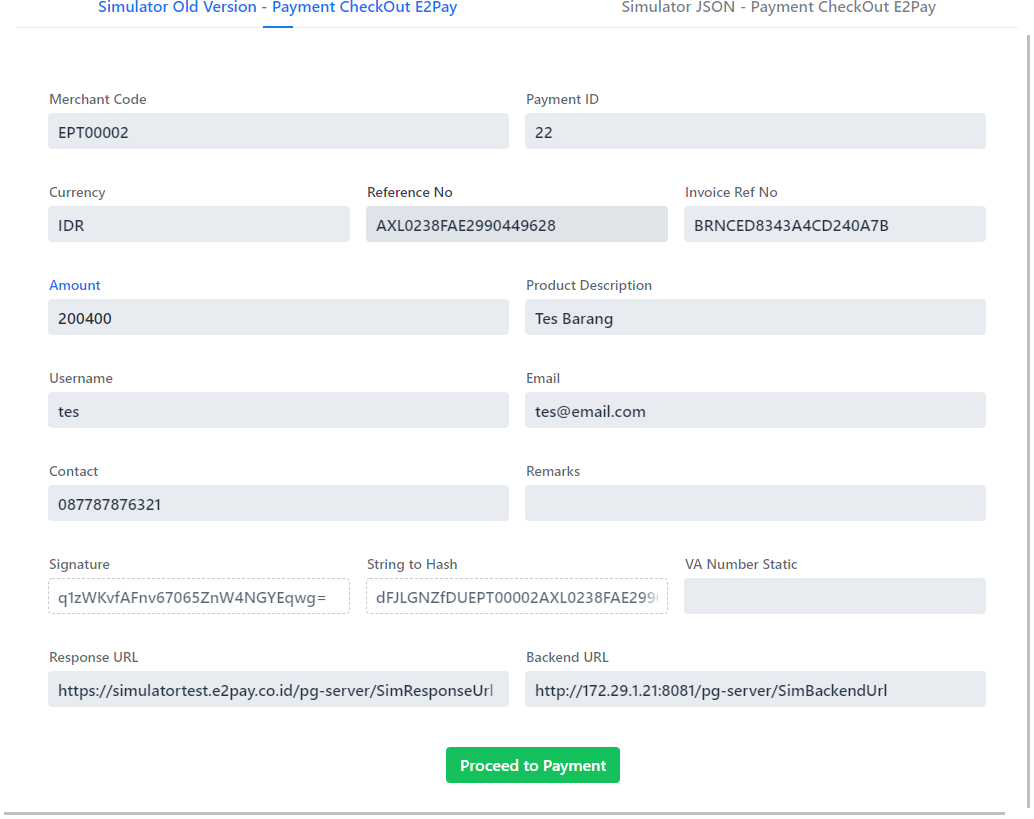 Simulator Old Version - Payment CheckOut E2Pay
Simulator JSON - Payment CheckOut E2Pay
Merchant Code
Payment ID
EPT00002
22
Currency
Reference No
Invoice Ref No
IDR
AXL0238FAE2990449628
BRNCED8343A4CD240A7B
Amount
Product Description
200400
Tes Barang
Username
Email
tes
tes@email.com
Contact
Remarks
087787876321
Signature
String to Hash
VA Number Static
q1zWKvfAFnv67065ZnW4NGYEqwg=
dFJLGNZfDUEPT00002AXL0238FAE299
Response URL
Backend URL
https://simulatortest.e2pay.co.id/pg-server/SimResponseUrl
http://172.29.1.21:8081/pg-server/SimBackendUrl
Proceed to Payment